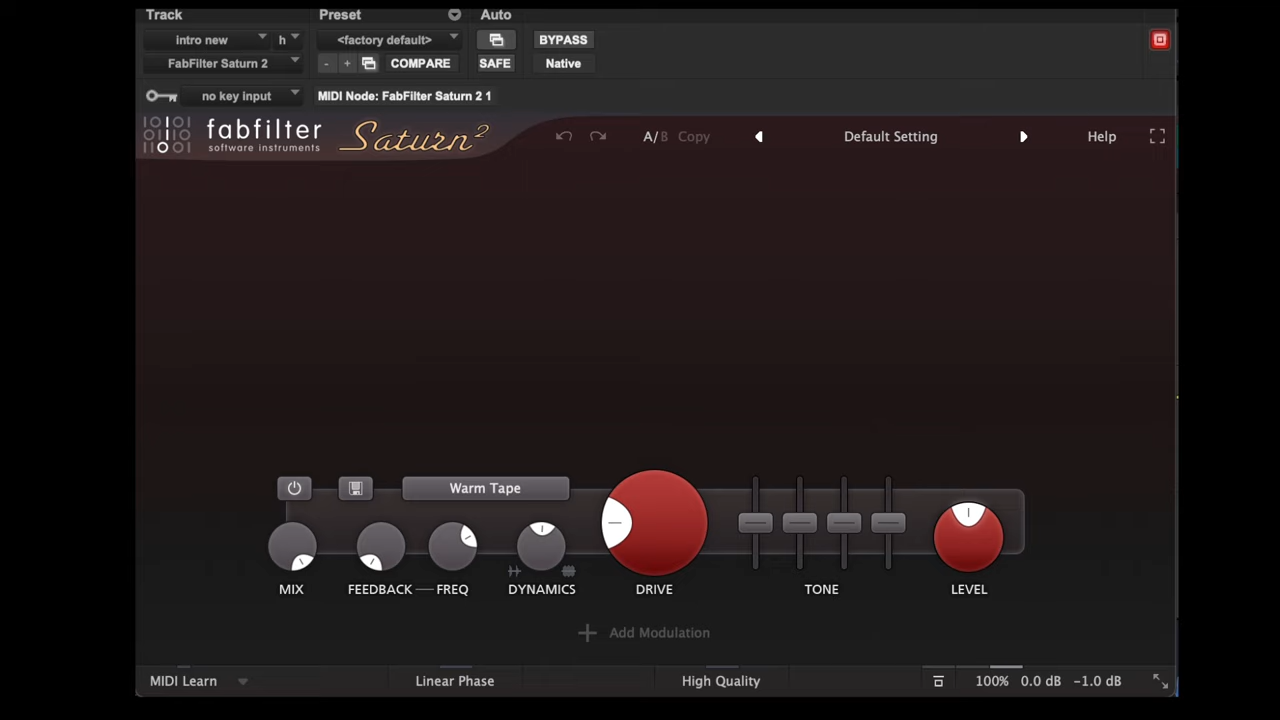 Track Preset Auto
intro new h <factory default> BYPASS
FabFilter Saturn 2 - + COMPARE SAFE Native
no key input MIDI Node: FabFilter Saturn 2 1
fabfilter Saturn 2 A/B Copy Default Setting Help
software instruments
Warm Tape
MIX FEEDBACK FREQ DYNAMICS DRIVE TONE LEVEL
+ Add Modulation
MIDI Learn Linear Phase High Quality 100% 0.0 dB -1.0 dB